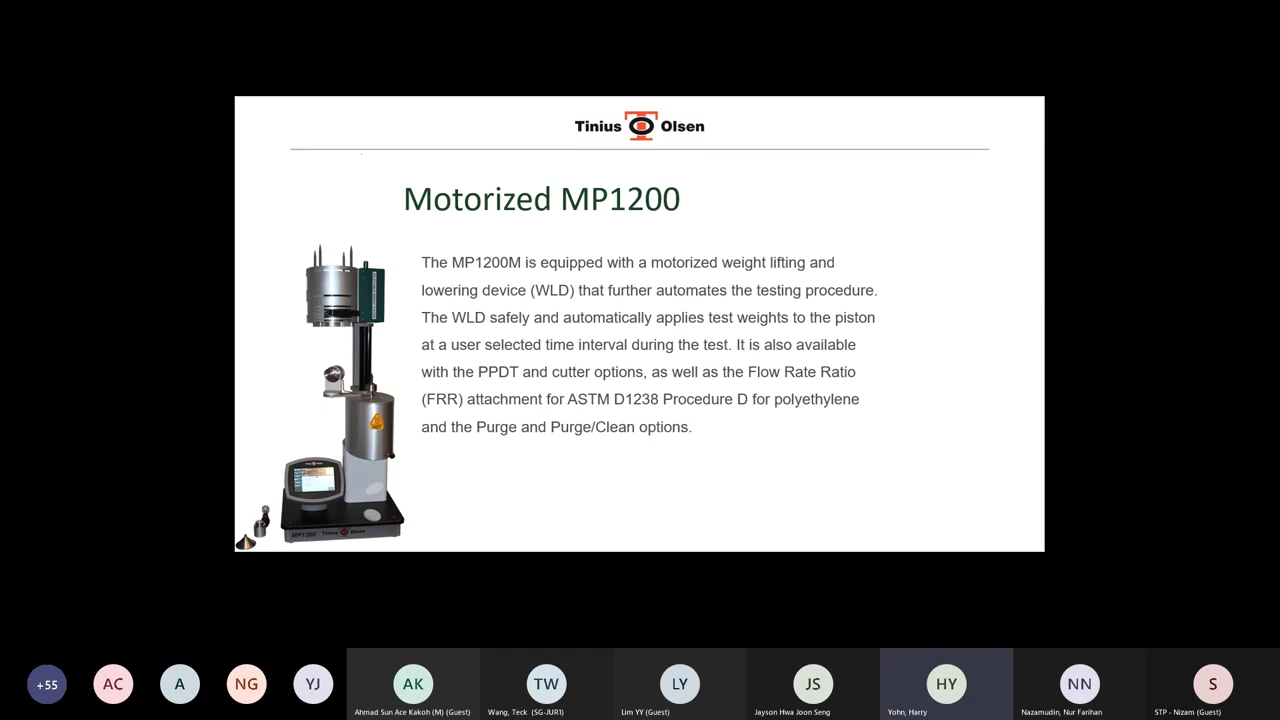 Tinius Olsen
Motorized MP1200
The MP1200M is equipped with a motorized weight lifting and
lowering device (WLD) that further automates the testing procedure.
The WLD safely and automatically applies test weights to the piston
at a user selected time interval during the test. It is also available
with the PPDT and cutter options, as well as the Flow Rate Ratio
(FRR) attachment for ASTM D1238 Procedure D for polyethylene
and the Purge and Purge/Clean options.
MP1200 Tinius Olsen
+55
AC
A
NG
YJ
AK
TW
LY
JS
HY
NN
S
Ahmad Sun Ace Kakoh (M) (Guest)
Wang, Teck (SG-JUR1)
Lim YY (Guest)
Jayson Hwa Joon Seng
Yohn, Harry
Nazamudin, Nur Farihan
STP - Nizam (Guest)